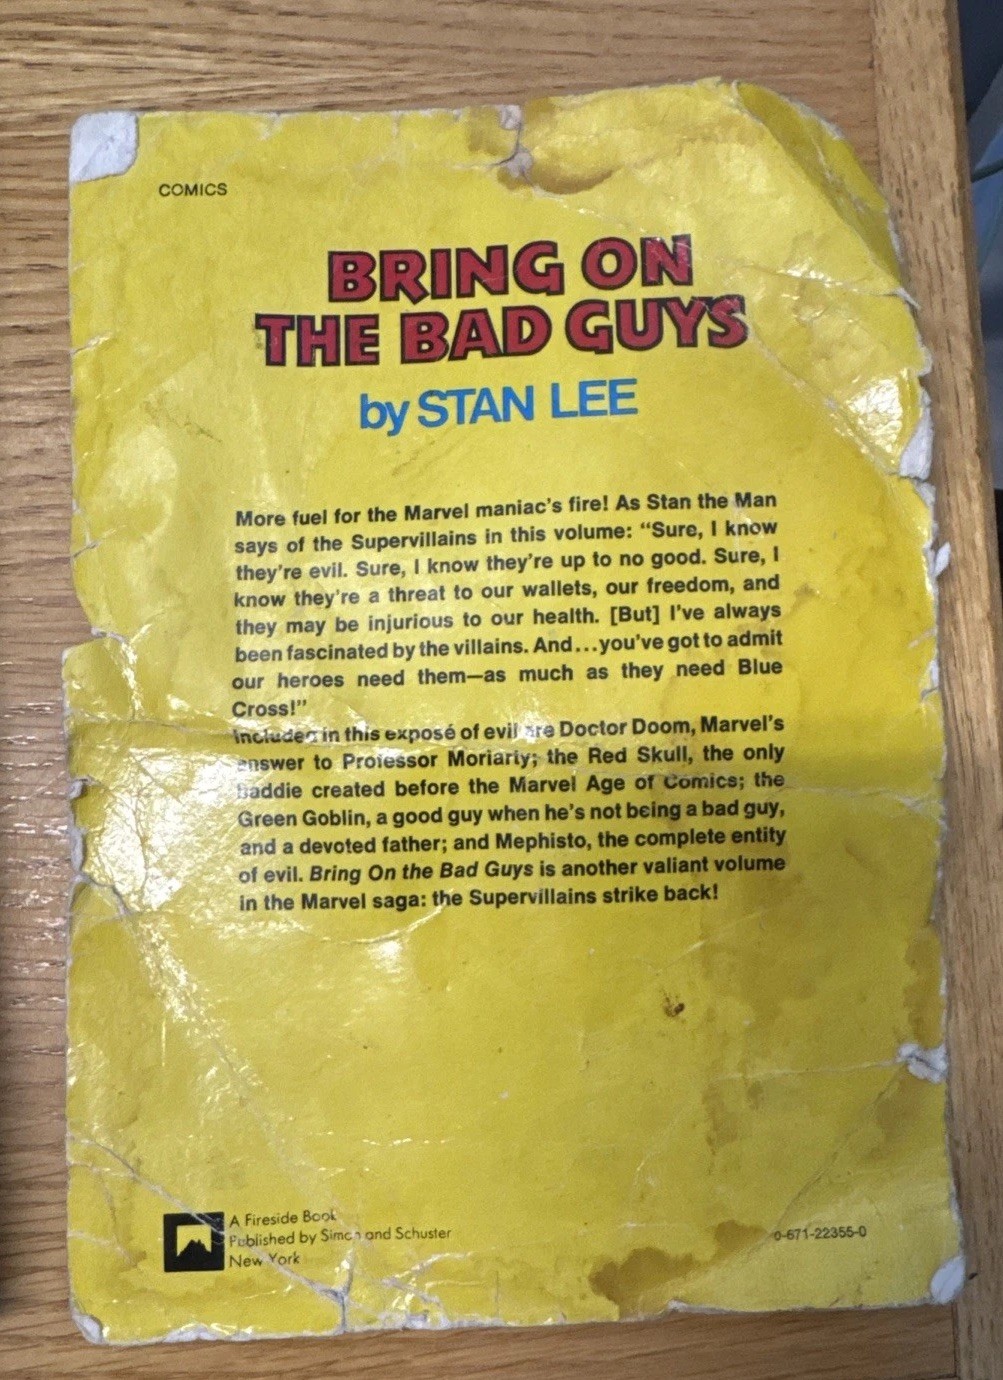 COMICS
BRING ON
THE BAD GUYS
by STAN LEE
More fuel for the Marvel maniac's fire! As Stan the Man
says of the Supervillains in this volume: “Sure, I know
they're evil. Sure, I know they're up to no good. Sure, I
know they're a threat to our wallets, our freedom, and
they may be injurious to our health. [But] I've always
been fascinated by the villains. And...you've got to admit
our heroes need them—as much as they need Blue
Cross!”
Included in this exposé of evil are Doctor Doom, Marvel's
answer to Professor Moriarty; the Red Skull, the only
baddie created before the Marvel Age of Comics; the
Green Goblin, a good guy when he's not being a bad guy,
and a devoted father; and Mephisto, the complete entity
of evil. Bring On the Bad Guys is another valiant volume
in the Marvel saga: the Supervillains strike back!
A Fireside Book
Published by Simon and Schuster
New York
0-671-22355-0